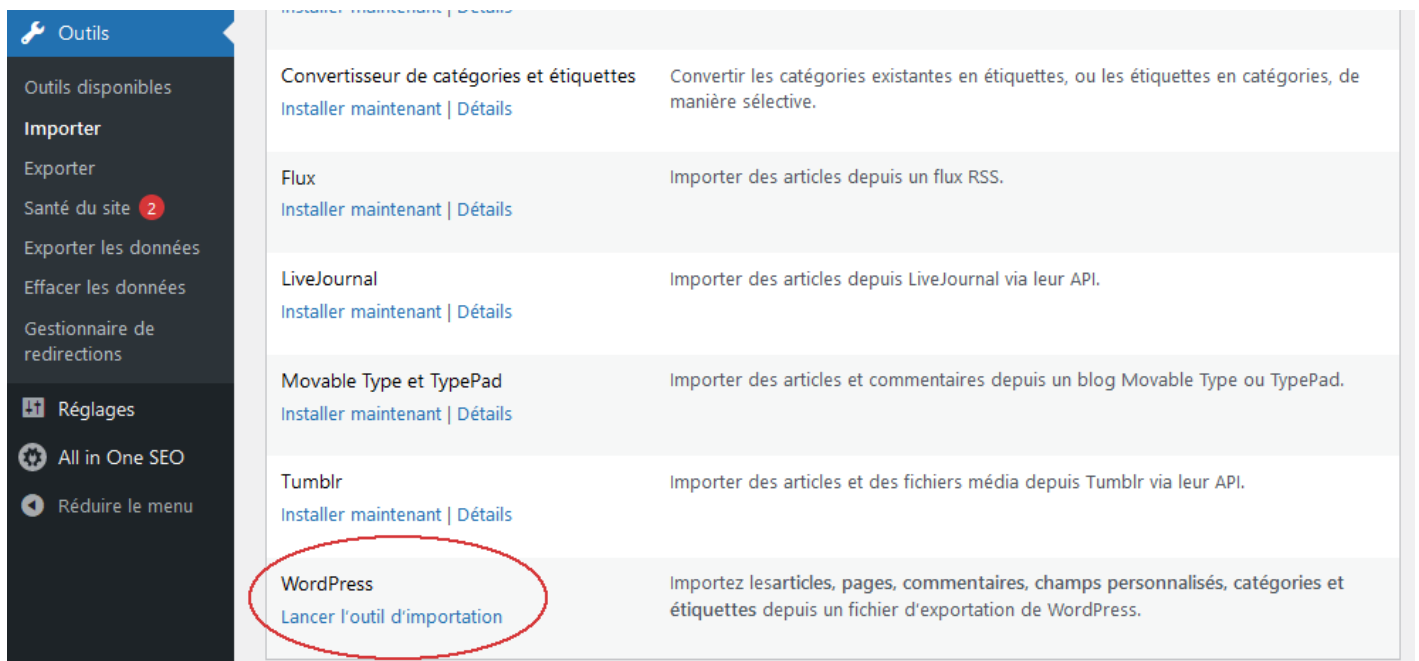 Outils
Outils disponibles
Importer
Exporter
Santé du site 2
Exporter les données
Effacer les données
Gestionnaire de
redirections
Réglages
All in One SEO
Réduire le menu
Installer maintenant | Détails
Convertisseur de catégories et étiquettes
Installer maintenant | Détails
Convertir les catégories existantes en étiquettes, ou les étiquettes en catégories, de
manière sélective.
Flux
Installer maintenant | Détails
Importer des articles depuis un flux RSS.
LiveJournal
Installer maintenant | Détails
Importer des articles depuis LiveJournal via leur API.
Movable Type et TypePad
Installer maintenant | Détails
Importer des articles et commentaires depuis un blog Movable Type ou TypePad.
Tumblr
Installer maintenant | Détails
Importer des articles et des fichiers média depuis Tumblr via leur API.
WordPress
Lancer l'outil d'importation
Importez lesarticles, pages, commentaires, champs personnalisés, catégories et
étiquettes depuis un fichier d'exportation de WordPress.